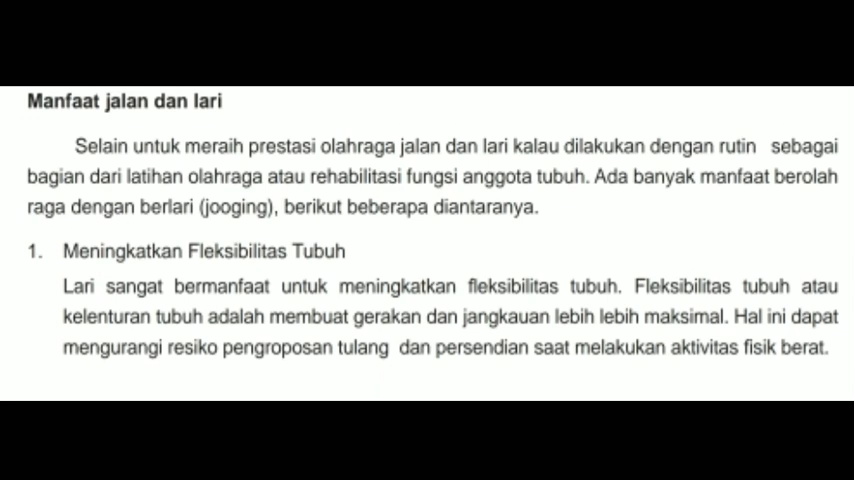 Manfaat jalan dan lari
Selain untuk meraih prestasi olahraga jalan dan lari kalau dilakukan dengan rutin sebagai
bagian dari latihan olahraga atau rehabilitasi fungsi anggota tubuh. Ada banyak manfaat berolah
raga dengan berlari (jooging), berikut beberapa diantaranya.
1. Meningkatkan Fleksibilitas Tubuh
Lari sangat bermanfaat untuk meningkatkan fleksibilitas tubuh. Fleksibilitas tubuh atau
kelenturan tubuh adalah membuat gerakan dan jangkauan lebih lebih maksimal. Hal ini dapat
mengurangi resiko pengroposan tulang dan persendian saat melakukan aktivitas fisik berat.